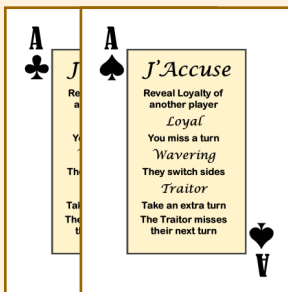 A
J'Accuse
Reveal Loyalty of
another player
Loyal
You miss a turn
Wavering
They switch sides
Traitor
Take an extra turn
The Traitor misses
their next turn
A
A